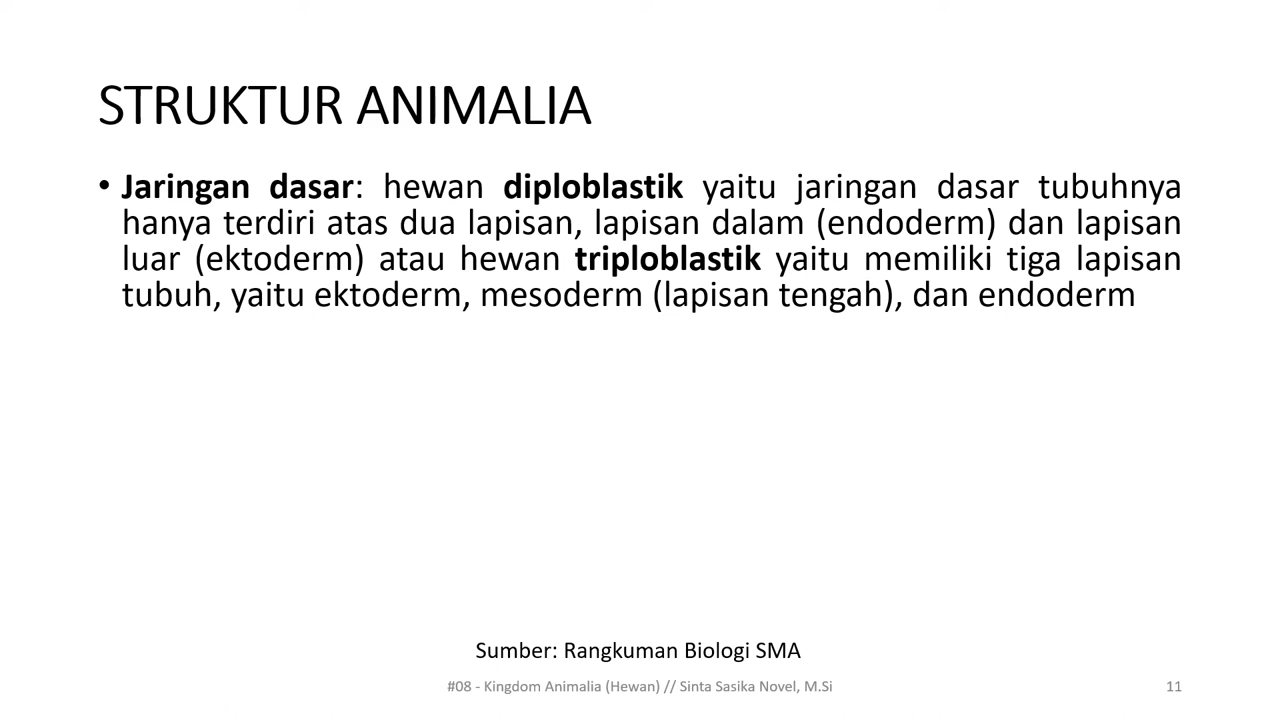 STRUKTUR ANIMALIA
• Jaringan dasar: hewan diploblastik yaitu jaringan dasar tubuhnya
hanya terdiri atas dua lapisan, lapisan dalam (endoderm) dan lapisan
luar (ektoderm) atau hewan triploblastik yaitu memiliki tiga lapisan
tubuh, yaitu ektoderm, mesoderm (lapisan tengah), dan endoderm
Sumber: Rangkuman Biologi SMA
#08 - Kingdom Animalia (Hewan) // Sinta Sasika Novel, M.Si
11